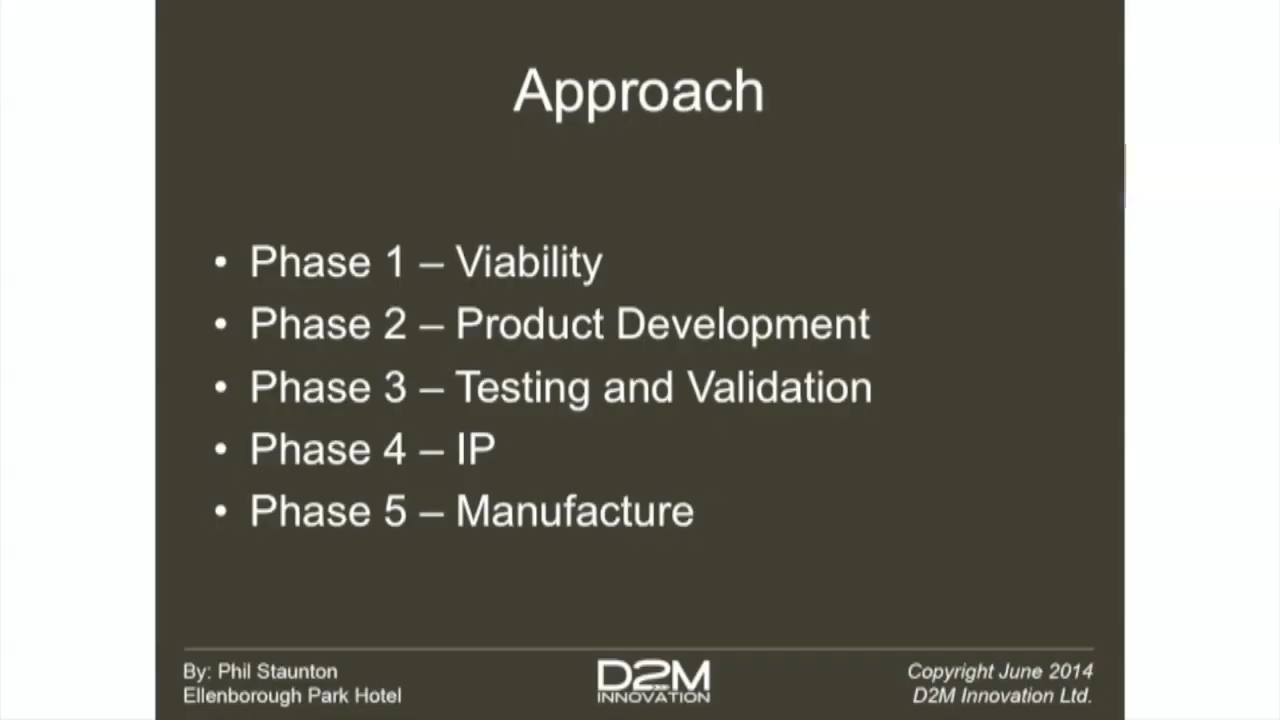 Approach
• Phase 1 – Viability
• Phase 2 – Product Development
• Phase 3 – Testing and Validation
• Phase 4 – IP
• Phase 5 – Manufacture
By: Phil Staunton
Ellenborough Park Hotel
D2M
INNOVATION
Copyright June 2014
D2M Innovation Ltd.